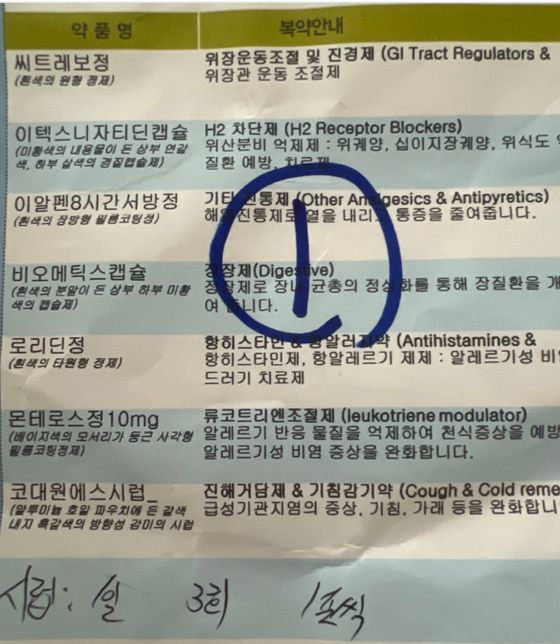 약 품 명 복약안내
씨트레보정 위장운동조절 및 진경제 (GI Tract Regulators &
(흰색의 원형 정제) 위장관 운동 조절제
이텍스니자티딘캡슐 H2 차단제 (H2 Receptor Blockers)
(미황색의 내용물이 든 상부 연갈 위산분비 억제제 : 위궤양, 십이지장궤양, 위식도
색, 하부 살색의 경질캡슐제) 질환 예방, 치료제
이알펜8시간서방정 기타 진통제 (Other Analgesics & Antipyretics)
(흰색의 장방형 필름코팅정) 해열진통제로 열을 내리고 통증을 줄여줍니다.
비오메틱스캡슐 정장제(Digestive)
(흰색의 분말이 든 상부 하부 미황 정장제로 장내 균총의 정상화를 통해 장질환을 개
색의 캡슐제) 여 줍니다.
로리딘정 항히스타민 & 항알러지약 (Antihistamines &
(흰색의 타원형 정제) 항히스타민제, 항알레르기 제제 : 알레르기성 비
드러기 치료제
몬테로스정10mg 류코트리엔조절제 (leukotriene modulator)
(베이지색의 모서리가 둥근 사각형 알레르기 반응 물질을 억제하여 천식증상을 예방
필름코팅정제) 알레르기성 비염 증상을 완화합니다.
코대원에스시럽_ 진해거담제 & 기침감기약 (Cough & Cold reme
(알루미늄 호일 파우치에 든 갈색 급성기관지염의 증상, 기침, 가래 등을 완화합니
내지 흑갈색의 방향성 감미의 시럽
1
시럽: 1일 3회 1포씩